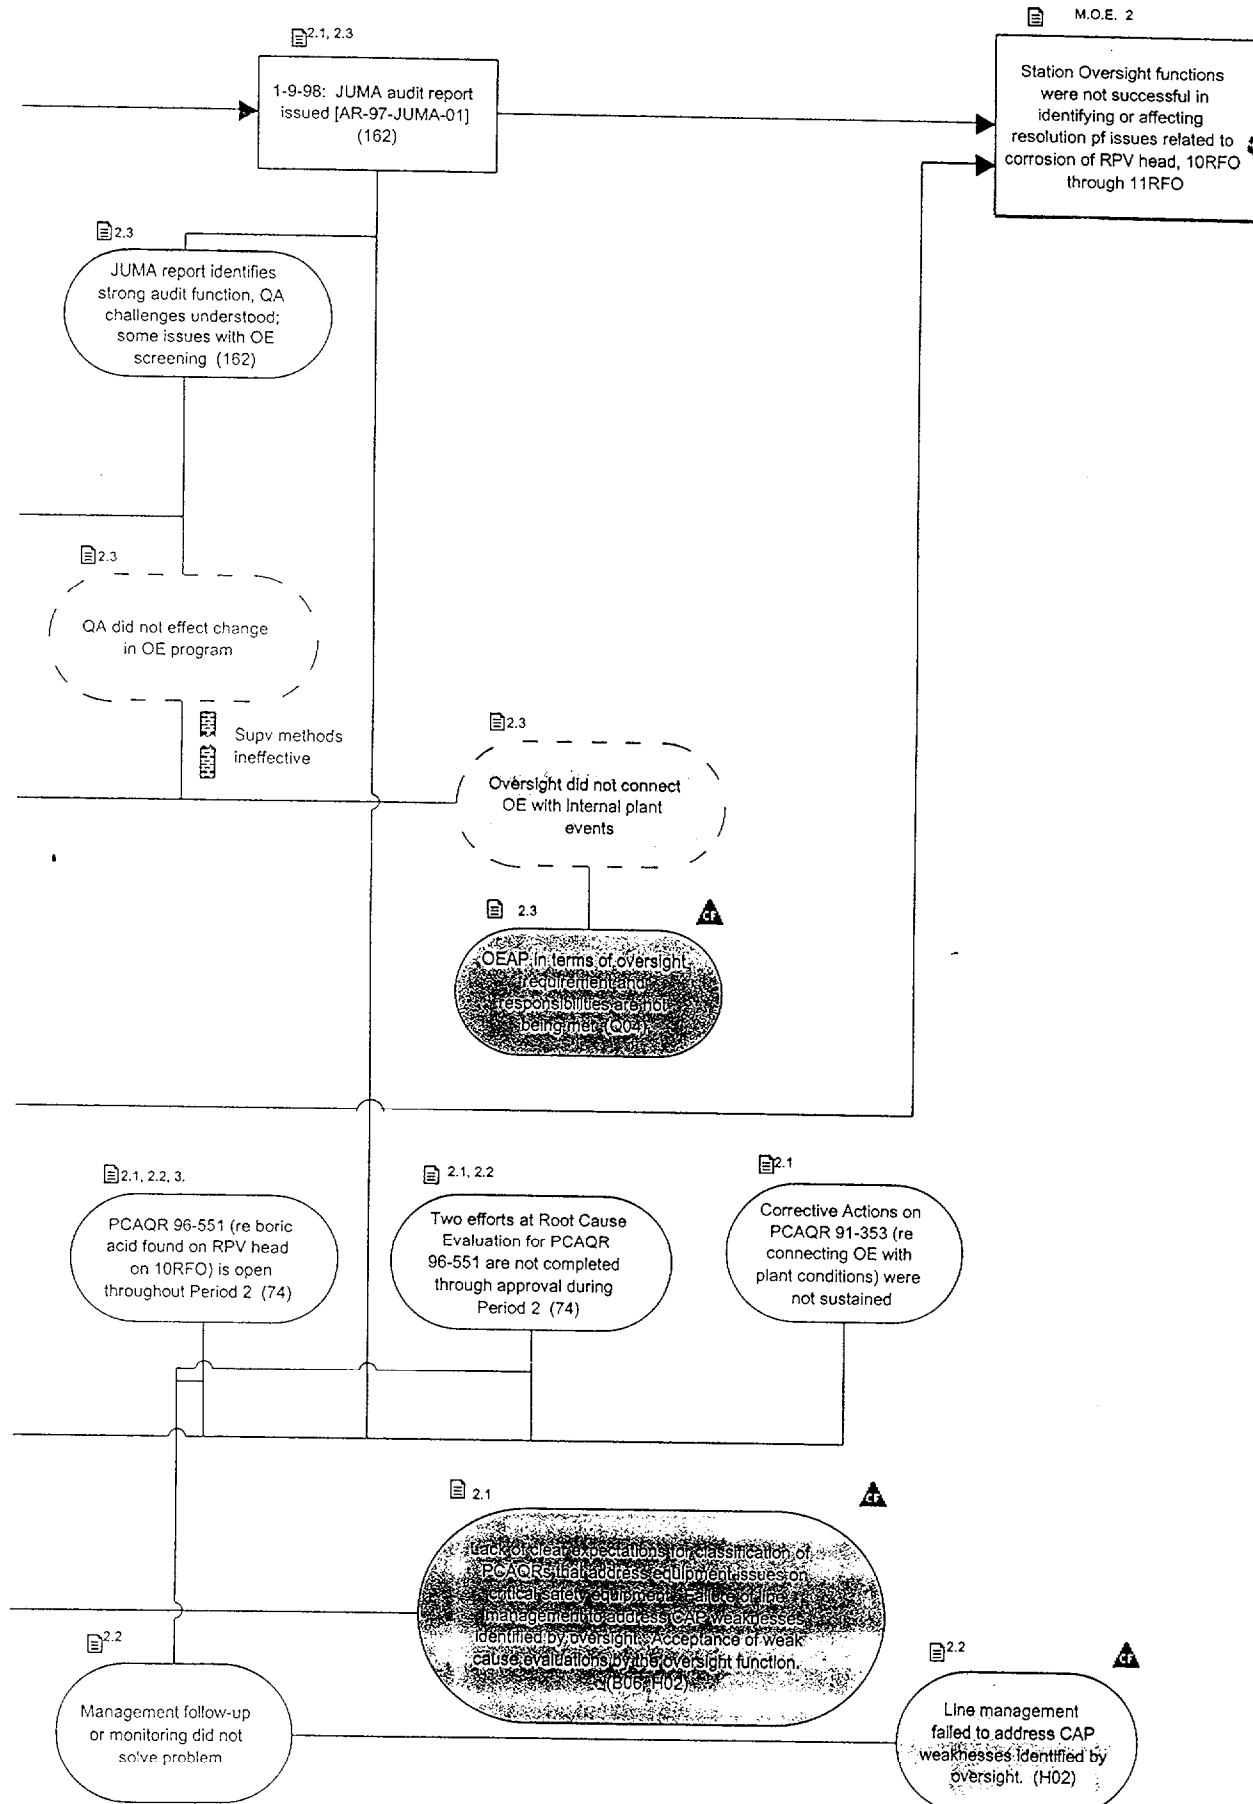 M.O.E. 2
2.1, 2.3
1-9-98: JUMA audit report
issued [AR-97-JUMA-01]
(162)
Station Oversight functions
were not successful in
identifying or affecting
resolution pf issues related to
corrosion of RPV head, 10RFO
through 11RFO
2.3
JUMA report identifies
strong audit function, QA
challenges understood;
some issues with OE
screening (162)
2.3
QA did not effect change
in OE program
Supv methods
ineffective
2.3
Oversight did not connect
OE with Internal plant
events
2.3
CF
OEAP in terms of oversight
requirement and
responsibilities are not
being met. (Q04)
2.1, 2.2, 3.
PCAQR 96-551 (re boric
acid found on RPV head
on 10RFO) is open
throughout Period 2 (74)
2.1, 2.2
Two efforts at Root Cause
Evaluation for PCAQR
96-551 are not completed
through approval during
Period 2 (74)
2.1
Corrective Actions on
PCAQR 91-353 (re
connecting OE with
plant conditions) were
not sustained
2.1
CF
Lack of clear expectations for classification of
PCAQRs that address equipment issues on
critical safety equipment. Failure of line
management to address CAP weaknesses
identified by oversight. Acceptance of weak
cause evaluations by the oversight function.
(B06, H02)
2.2
Management follow-up
or monitoring did not
solve problem
2.2
CF
Line management
failed to address CAP
weaknesses identified by
oversight. (H02)